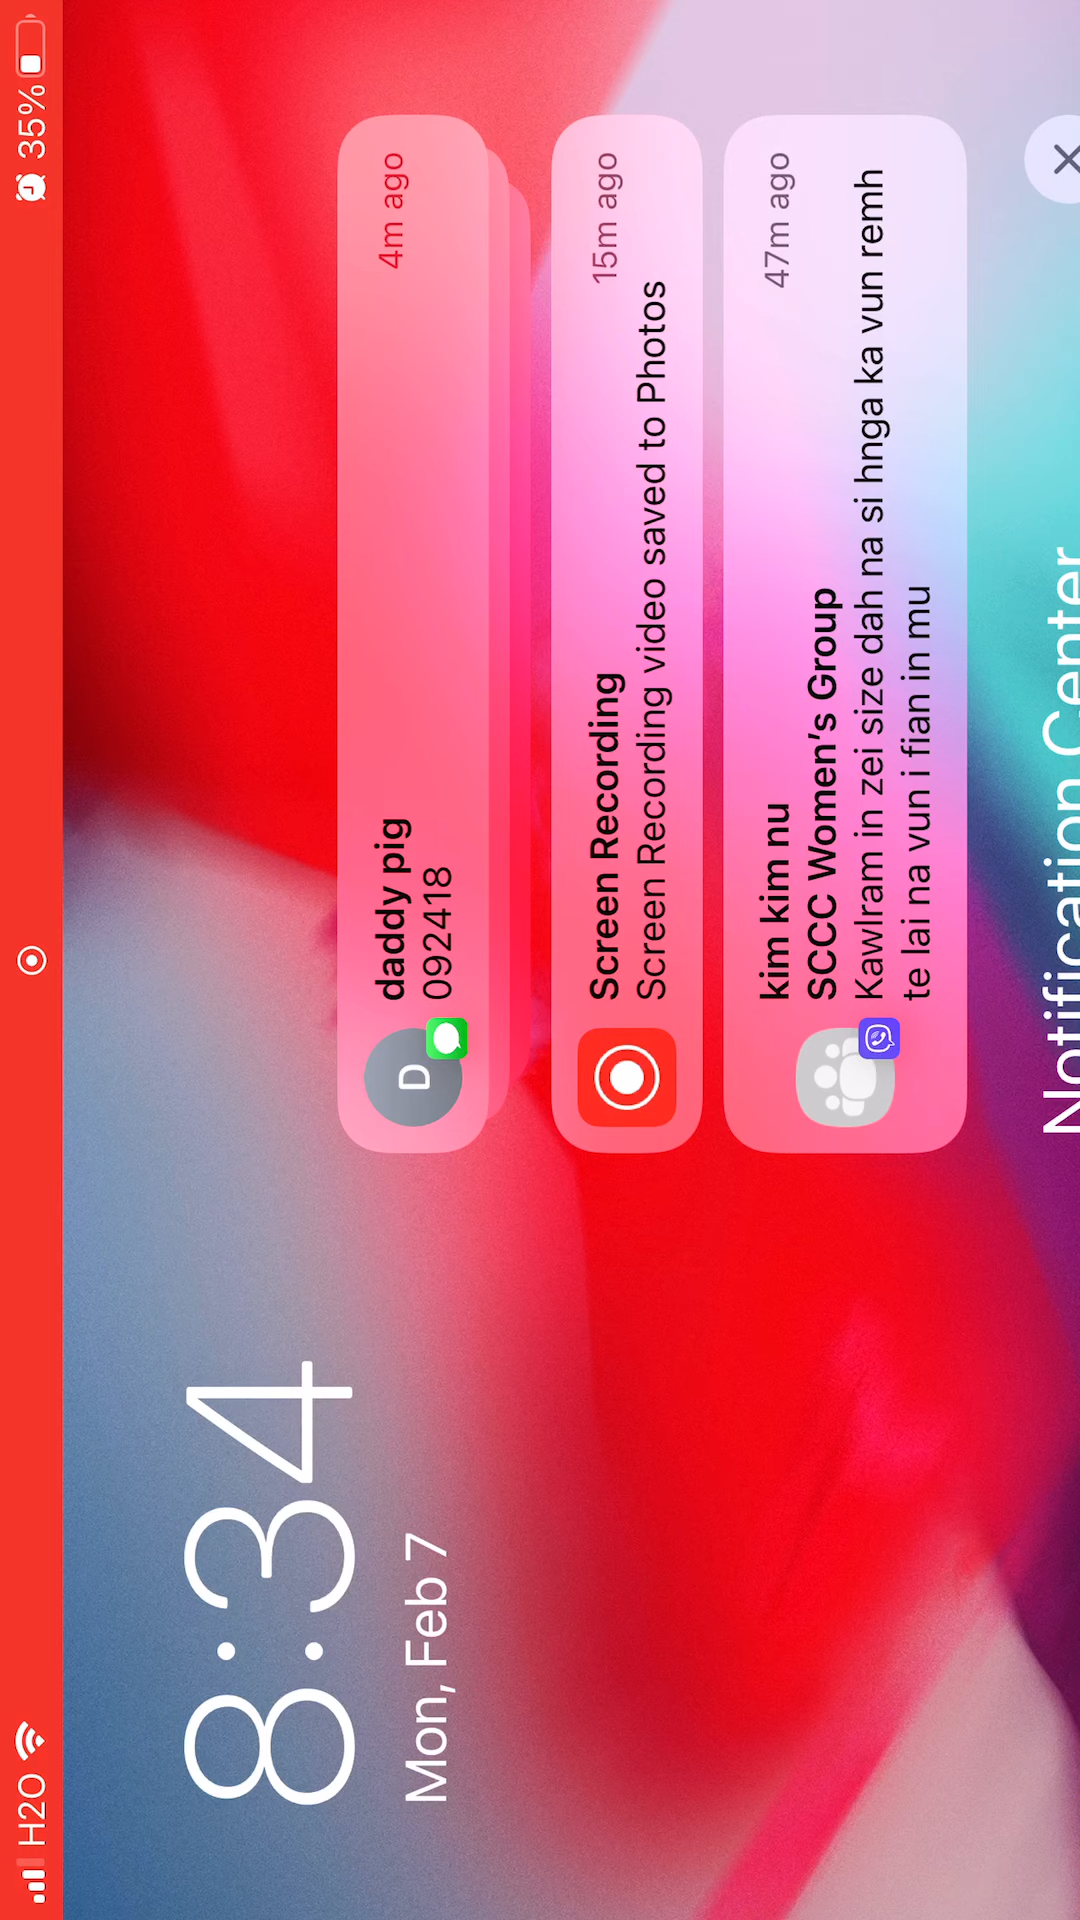 H2O
35%
8:34
Mon, Feb 7
D
daddy pig
4m ago
092418
Screen Recording
15m ago
Screen Recording video saved to Photos
kim kim nu
47m ago
SCCC Women's Group
Kawlram in zei size dah na si hnga ka vun remh
te lai na vun i fian in mu
Notification Center